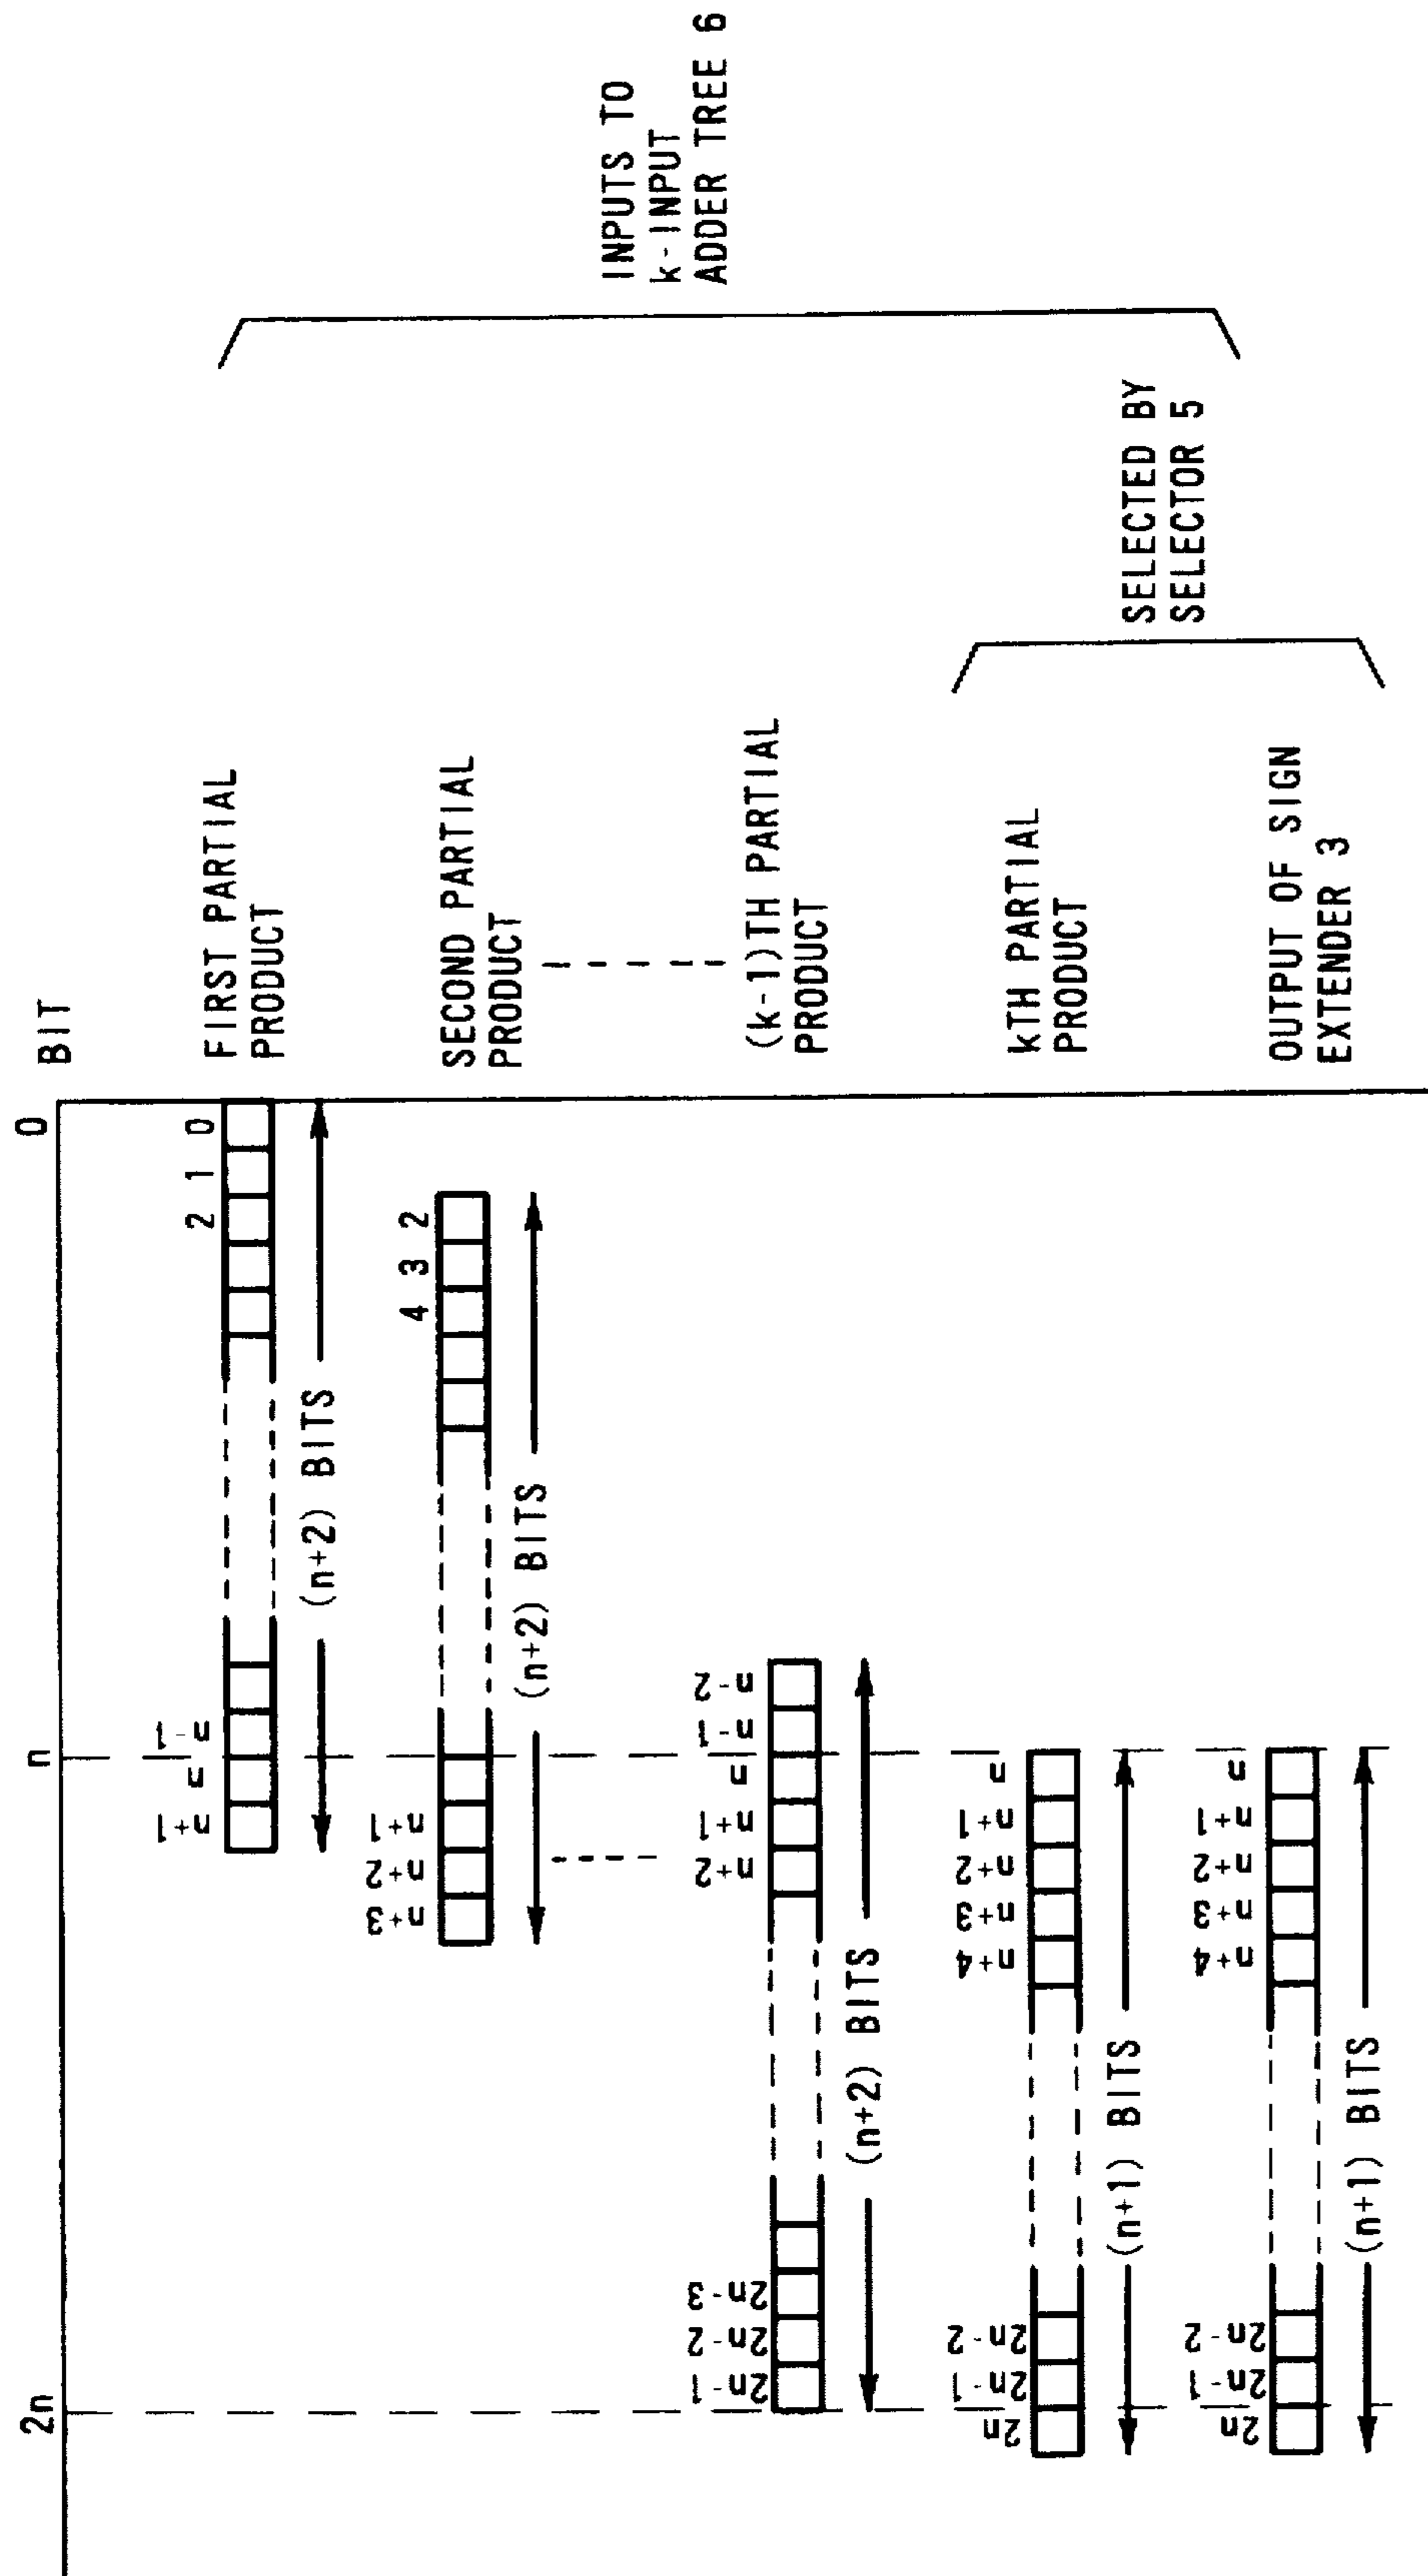 2n
n
0
BIT
n+1
n
n-1
2
1
0
FIRST PARTIAL
PRODUCT
(n+2) BITS
n+3
n+2
n+1
4
3
2
SECOND PARTIAL
PRODUCT
(n+2) BITS
2n-1
2n-2
2n-3
n+2
n+1
n
n-1
n-2
(k-1)TH PARTIAL
PRODUCT
(n+2) BITS
2n
2n-1
2n-2
n+4
n+3
n+2
n+1
n
kTH PARTIAL
PRODUCT
(n+1) BITS
2n
2n-1
2n-2
n+4
n+3
n+2
n+1
n
OUTPUT OF SIGN
EXTENDER 3
(n+1) BITS
SELECTED BY
SELECTOR 5
INPUTS TO
k-INPUT
ADDER TREE 6